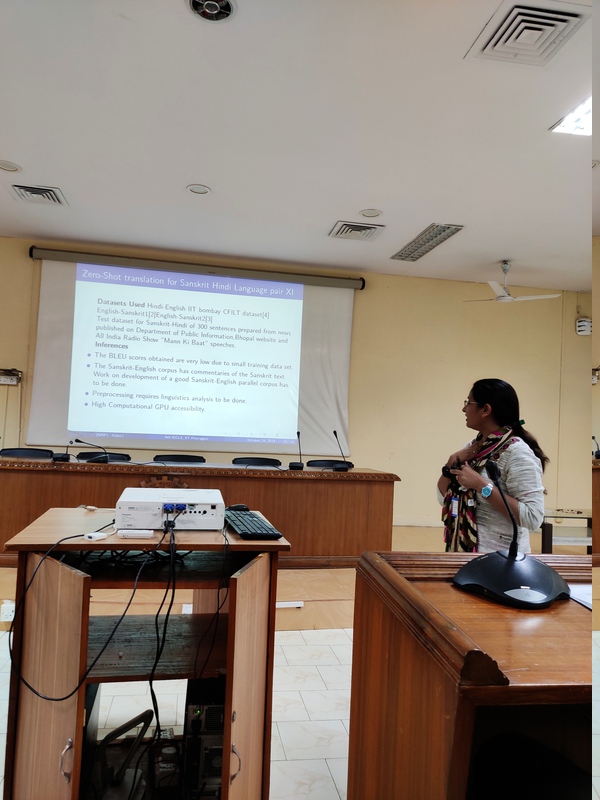 Zero-Shot translation for Sanskrit Hindi Language pair XI
Datasets Used Hindi-English IIT bombay CFILT dataset[4]
English-Sanskrit1[2]English-Sanskrit2[3]
Test dataset for Sanskrit-Hindi of 300 sentences prepared from news
published on Department of Public Information,Bhopal website and
All India Radio Show "Mann Ki Baat" speeches.
Inferences
The BLEU scores obtained are very low due to small training data set.
The Sanskrit-English corpus has commentaries of the Sanskrit text.
Work on development of a good Sanskrit-English parallel corpus has
to be done.
Preprocessing requires linguistics analysis to be done.
High Computational GPU accessibility.